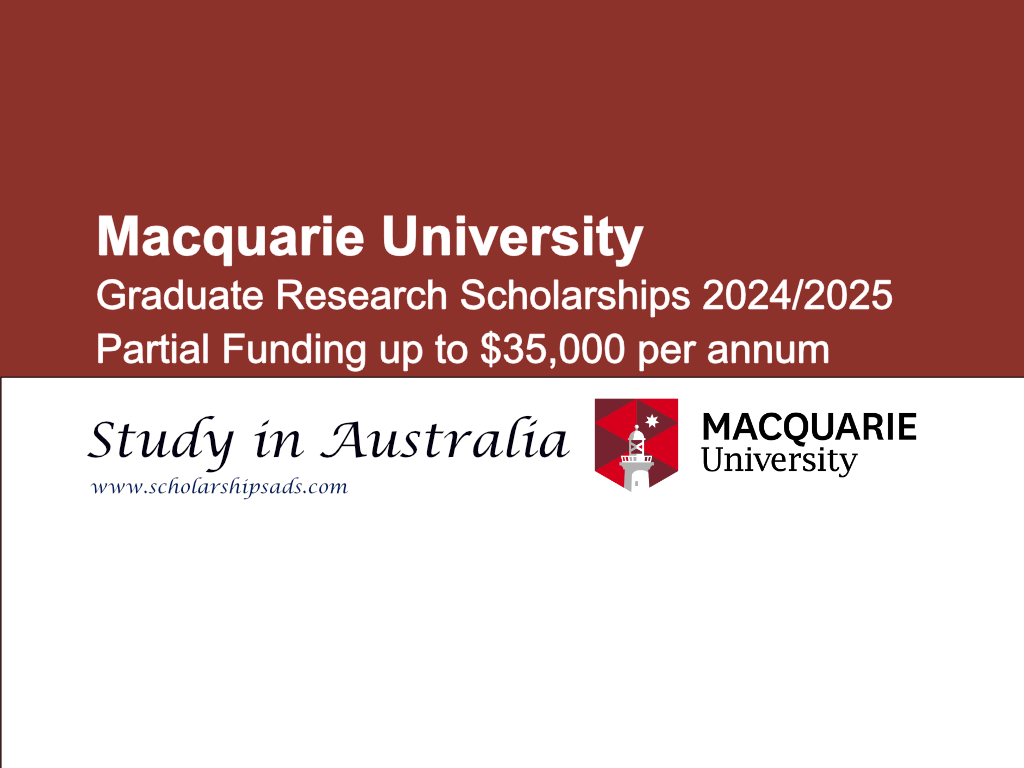 Macquarie University
Graduate Research Scholarships 2024/2025
Partial Funding up to $35,000 per annum
Study in Australia
www.scholarshipsads.com
MACQUARIE
University